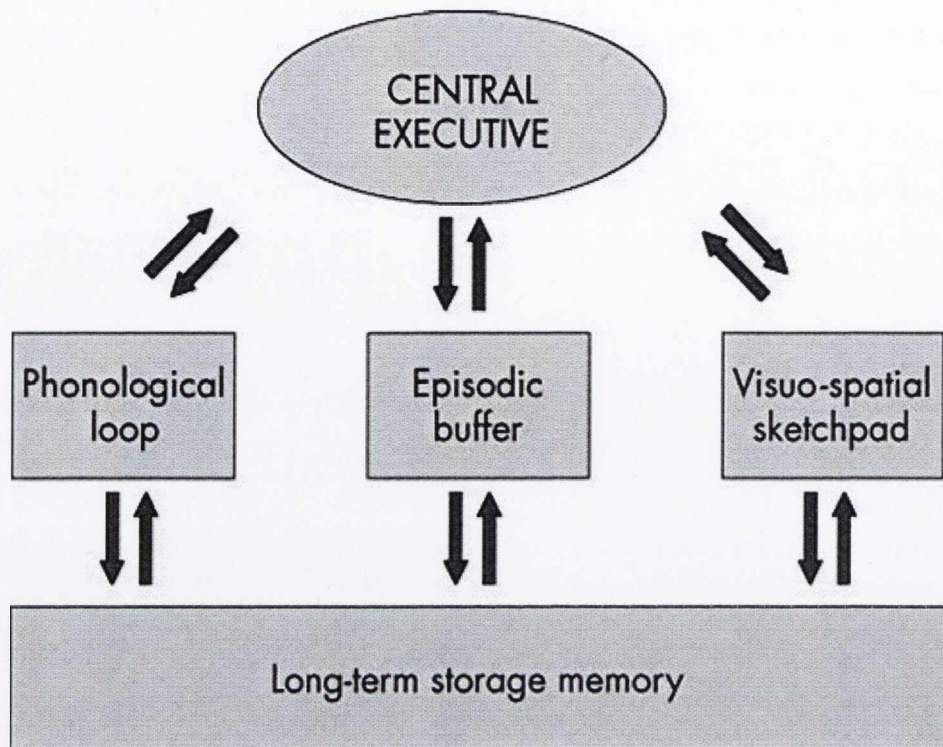 CENTRAL
EXECUTIVE
Phonological
loop
Episodic
buffer
Visuo-spatial
sketchpad
Long-term storage memory